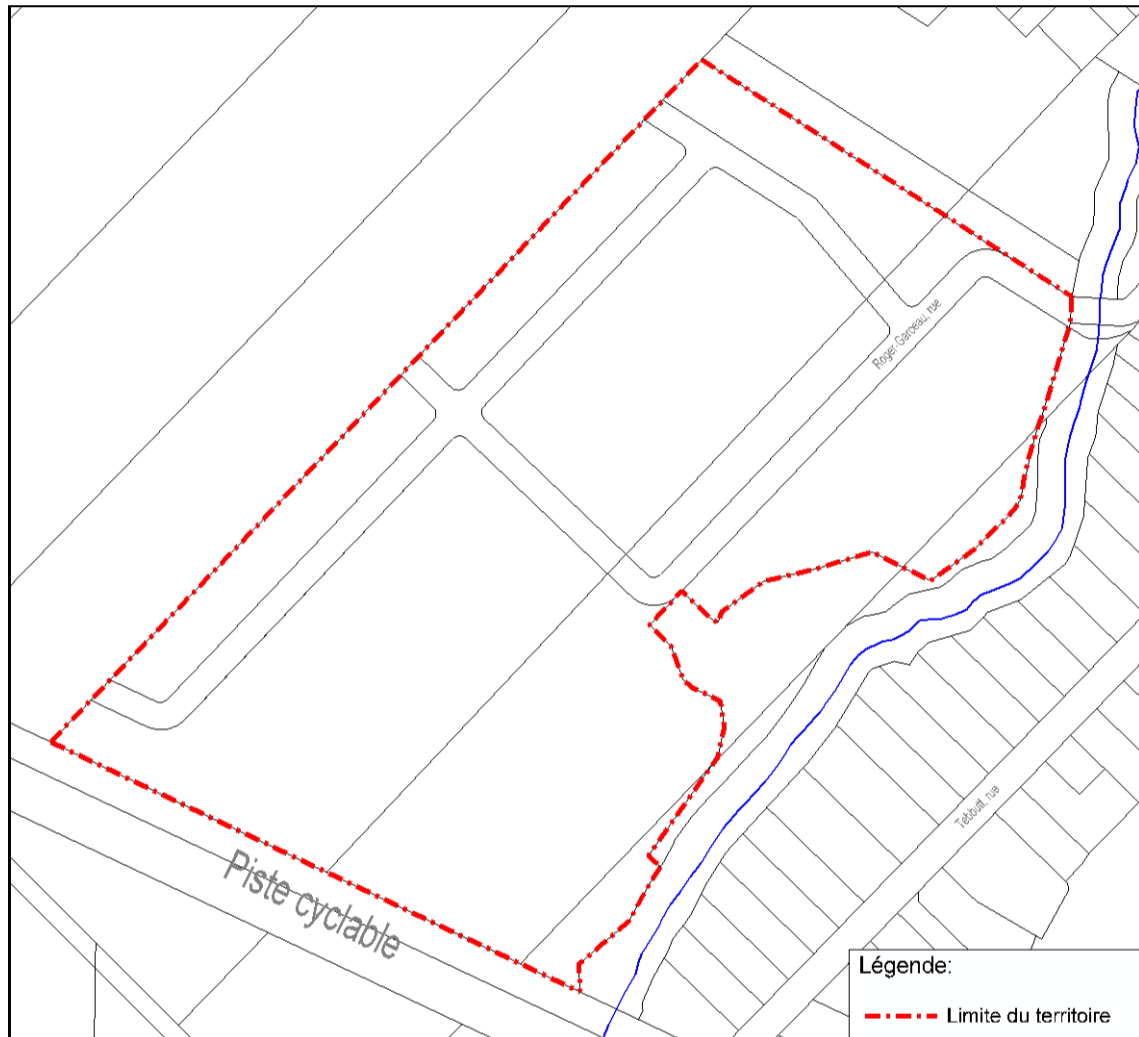 Roger-Garceau, rue
Tebbutt, rue
Piste cyclable
Légende:
Limite du territoire